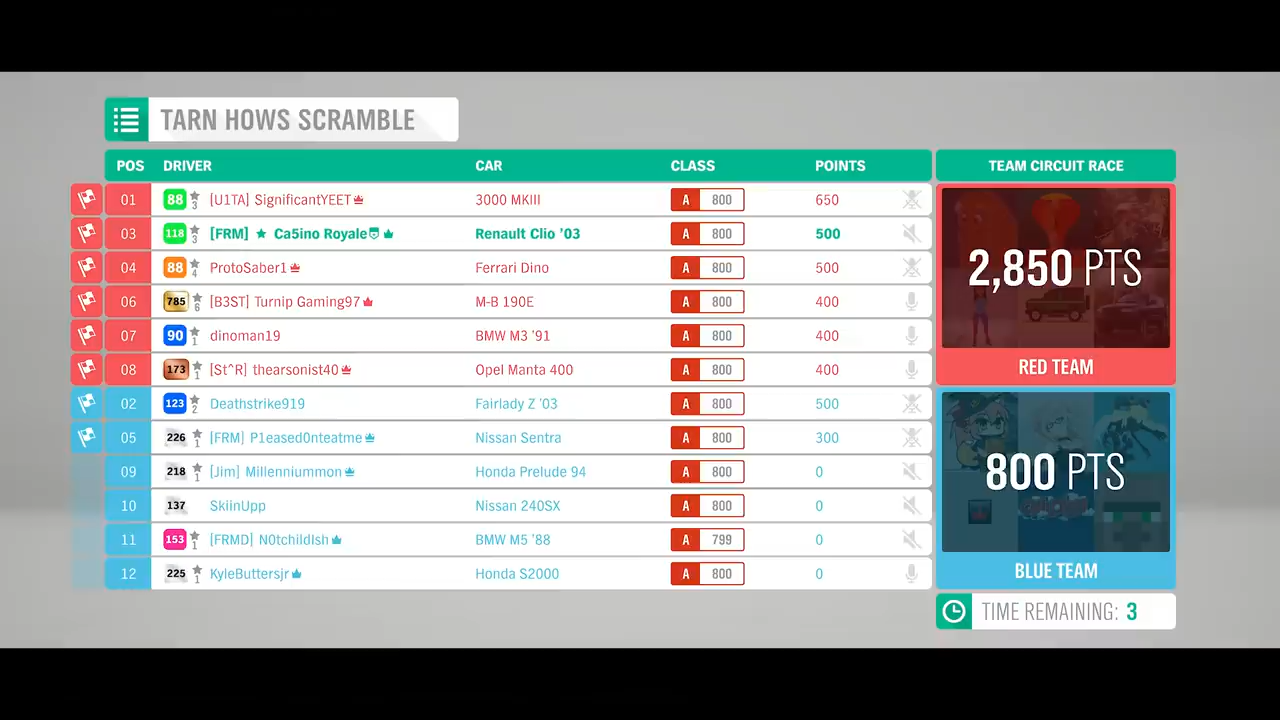 TARN HOWS SCRAMBLE
POS DRIVER CAR CLASS POINTS TEAM CIRCUIT RACE
01 88 3 [U1TA] SignificantYEET 3000 MKIII A 800 650
03 118 3 [FRM] ★ Ca5ino Royale Renault Clio '03 A 800 500
04 88 4 ProtoSaber1 Ferrari Dino A 800 500
06 785 6 [B3ST] Turnip Gaming97 M-B 190E A 800 400
07 90 1 dinoman19 BMW M3 '91 A 800 400
08 173 1 [St^R] thearsonist40 Opel Manta 400 A 800 400
02 123 2 Deathstrike919 Fairlady Z '03 A 800 500
05 226 1 [FRM] P1eased0nteatme Nissan Sentra A 800 300
09 218 1 [Jim] Millenniummon Honda Prelude 94 A 800 0
10 137 SkiinUpp Nissan 240SX A 800 0
11 153 1 [FRMD] N0tchildIsh BMW M5 '88 A 799 0
12 225 1 KyleButtersjr Honda S2000 A 800 0
2,850 PTS
RED TEAM
800 PTS
BLUE TEAM
TIME REMAINING: 3